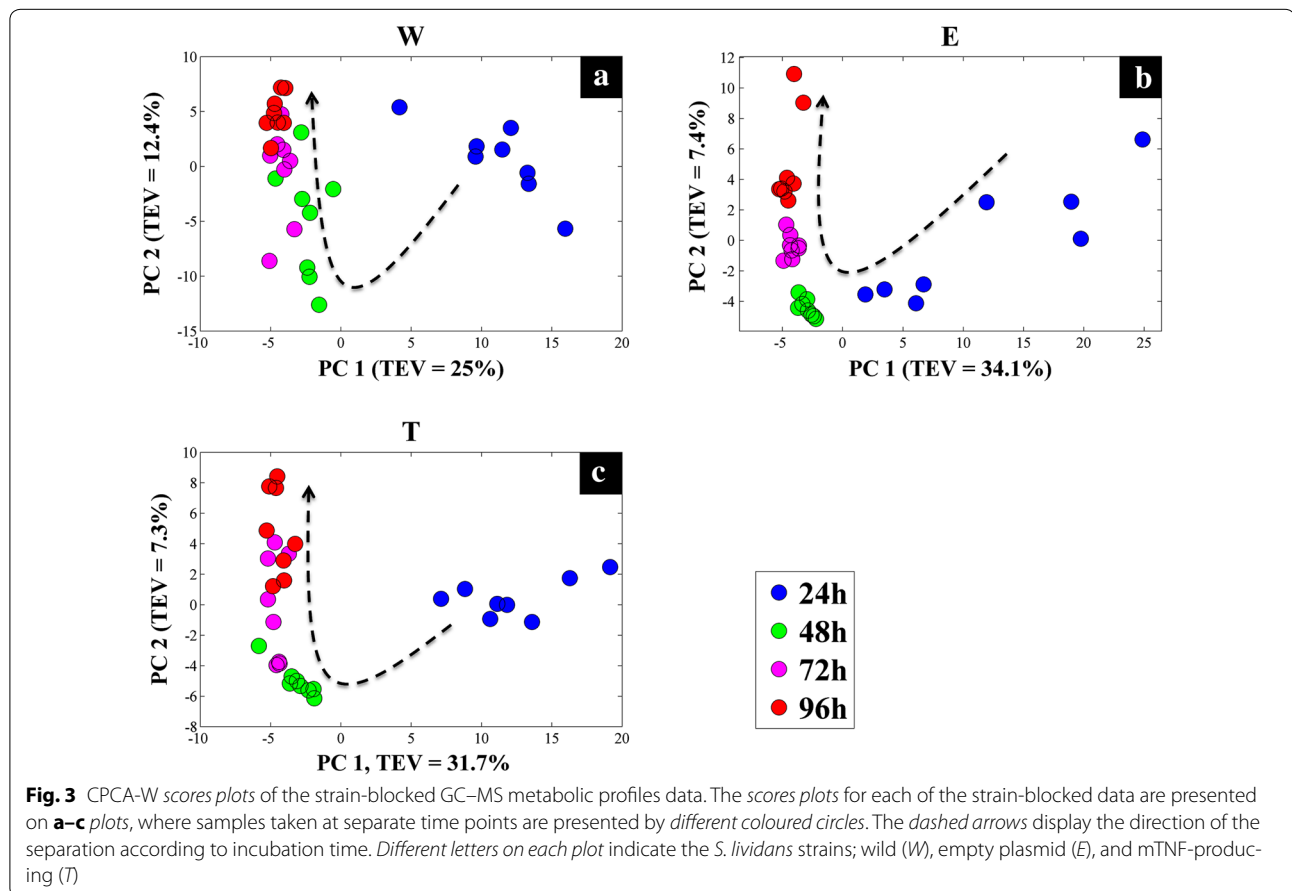 W
a
10
5
0
-5
-10
-15
-10
-5
0
5
10
15
20
PC 2 (TEV = 12.4%)
PC 1 (TEV = 25%)
E
b
12
10
8
6
4
2
0
-2
-4
-5
0
5
10
15
20
25
PC 2 (TEV = 7.4%)
PC 1 (TEV = 34.1%)
T
c
10
8
6
4
2
0
-2
-4
-6
-8
-10
-5
0
5
10
15
20
PC 2 (TEV = 7.3%)
PC 1, TEV = 31.7%
24h
48h
72h
96h
Fig. 3 CPCA-W scores plots of the strain-blocked GC–MS metabolic profiles data. The scores plots for each of the strain-blocked data are presented
on a–c plots, where samples taken at separate time points are presented by different coloured circles. The dashed arrows display the direction of the
separation according to incubation time. Different letters on each plot indicate the S. lividans strains; wild (W), empty plasmid (E), and mTNF-produc-
ing (T)